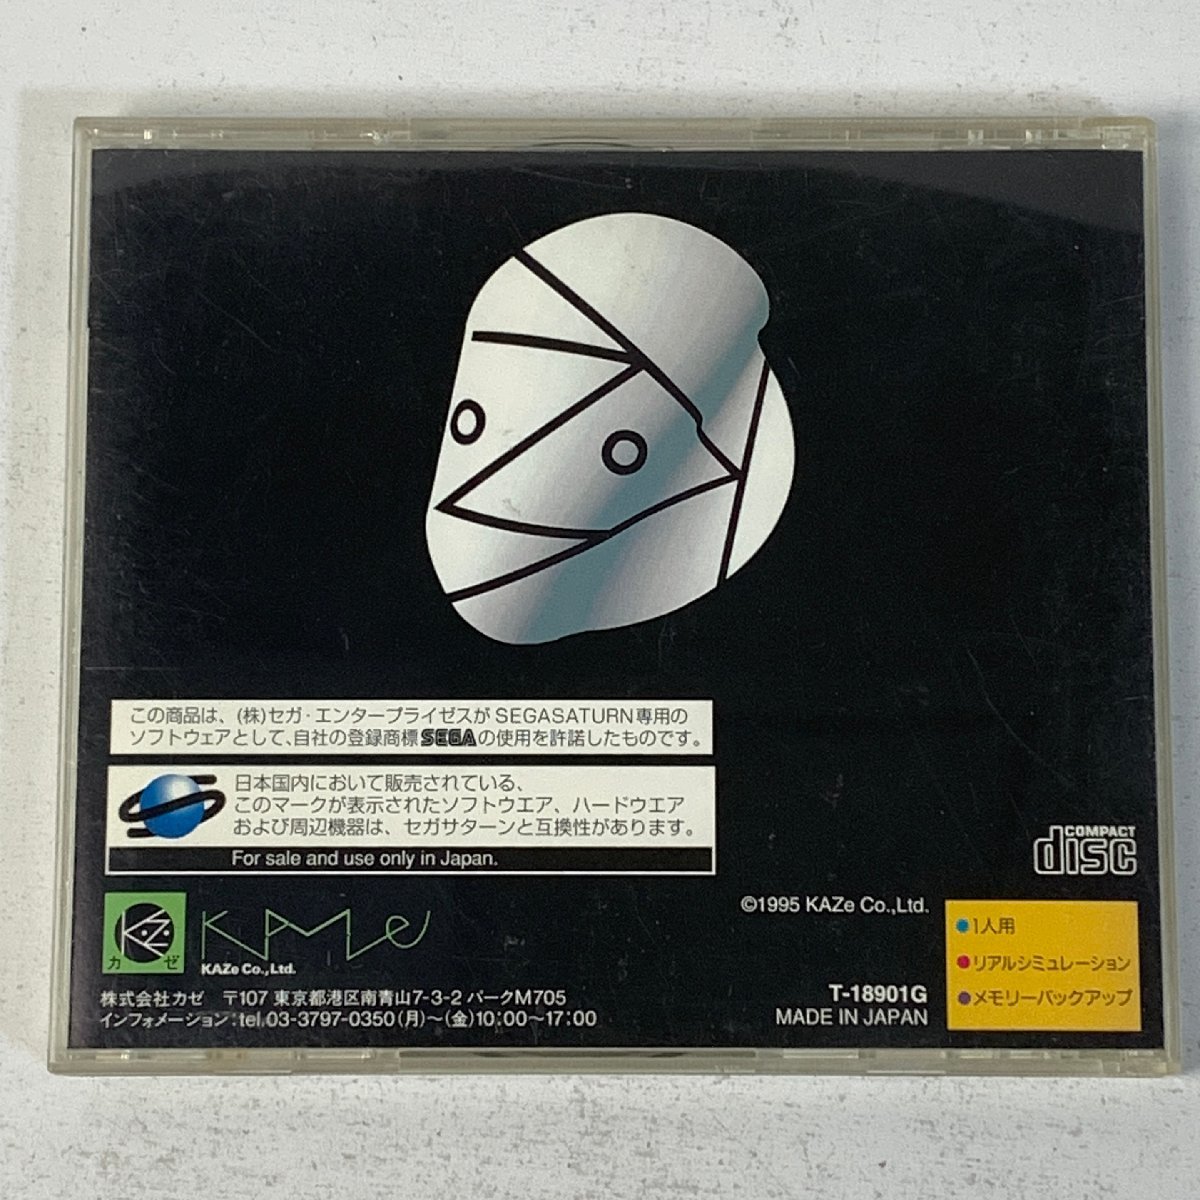 この商品は、(株)セガ・エンタープライゼスがSEGASATURN専用の
ソフトウェアとして、自社の登録商標SEGAの使用を許諾したものです。
日本国内において販売されている、
このマークが表示されたソフトウエア、ハードウエア
および周辺機器は、セガサターンと互換性があります。
For sale and use only in Japan.
COMPACT
disc
KAZe
カ ゼ
KAZe
KAZe Co.,Ltd.
株式会社カゼ 〒107 東京都港区南青山7-3-2 パークM705
インフォメーション:tel.03-3797-0350(月)〜(金)10:00〜17:00
©1995 KAZe Co.,Ltd.
T-18901G
MADE IN JAPAN
1人用
リアルシミュレーション
メモリーバックアップ